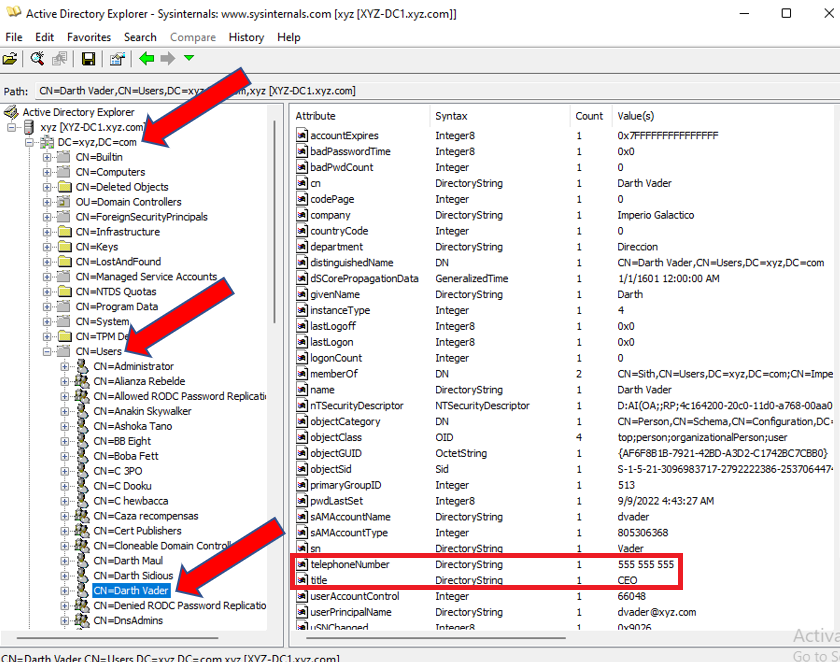 Active Directory Explorer - Sysinternals: www.sysinternals.com [xyz [XYZ-DC1.xyz.com]]
File Edit Favorites Search Compare History Help
Path: CN=Darth Vader,CN=Users,DC=xyz [XYZ-DC1.xyz.com]
Active Directory Explorer
xyz [XYZ-DC1.xyz.com]
DC=xyz,DC=com
CN=Builtin
CN=Computers
CN=Deleted Objects
OU=Domain Controllers
CN=ForeignSecurityPrincipals
CN=Infrastructure
CN=Keys
CN=LostAndFound
CN=Managed Service Accounts
CN=NTDS Quotas
CN=Program Data
CN=System
CN=TPM De
CN=Users
CN=Administrator
CN=Alianza Rebelde
CN=Allowed RODC Password Replicatio
CN=Anakin Skywalker
CN=Ashoka Tano
CN=BB Eight
CN=Boba Fett
CN=C 3PO
CN=C Dooku
CN=C hewbacca
CN=Caza recompensas
CN=Cert Publishers
CN=Cloneable Domain Controll
CN=Darth Maul
CN=Darth Sidious
CN=Darth Vader
CN=Denied RODC Password Replicatio
CN=DnsAdmins
Attribute Syntax Count Value(s)
accountExpires Integer8 1 0x7FFFFFFFFFFFFFFF
badPasswordTime Integer8 1 0x0
badPwdCount Integer 1 0
cn DirectoryString 1 Darth Vader
codePage Integer 1 0
company DirectoryString 1 Imperio Galactico
countryCode Integer 1 0
department DirectoryString 1 Direccion
distinguishedName DN 1 CN=Darth Vader,CN=Users,DC=xyz,DC=com
dSCorePropagationData GeneralizedTime 1 1/1/1601 12:00:00 AM
givenName DirectoryString 1 Darth
instanceType Integer 1 4
lastLogoff Integer8 1 0x0
lastLogon Integer8 1 0x0
logonCount Integer 1 0
memberOf DN 2 CN=Sith,CN=Users,DC=xyz,DC=com;CN=Impe
name DirectoryString 1 Darth Vader
nTSecurityDescriptor NTSecurityDescriptor 1 D:AI(OA;;RP;4c164200-20c0-11d0-a768-00aa0
objectCategory DN 1 CN=Person,CN=Schema,CN=Configuration,DC=
objectClass OID 4 top;person;organizationalPerson;user
objectGUID OctetString 1 {AF6F8B1B-7921-42BD-A3D2-C1742BC7CBB0}
objectSid Sid 1 S-1-5-21-3096983717-2792222386-253706447
primaryGroupID Integer 1 513
pwdLastSet Integer8 1 9/9/2022 4:43:27 AM
sAMAccountName DirectoryString 1 dvader
sAMAccountType Integer 1 805306368
sn DirectoryString 1 Vader
telephoneNumber DirectoryString 1 555 555 555
title DirectoryString 1 CEO
userAccountControl Integer 1 66048
userPrincipalName DirectoryString 1 dvader@xyz.com
uSNChanged Integer8 1 0x9026
Activa
Go to S
CN=Darth Vader,CN=Users,DC=xyz,DC=com,xyz [XYZ-DC1.xyz.com]